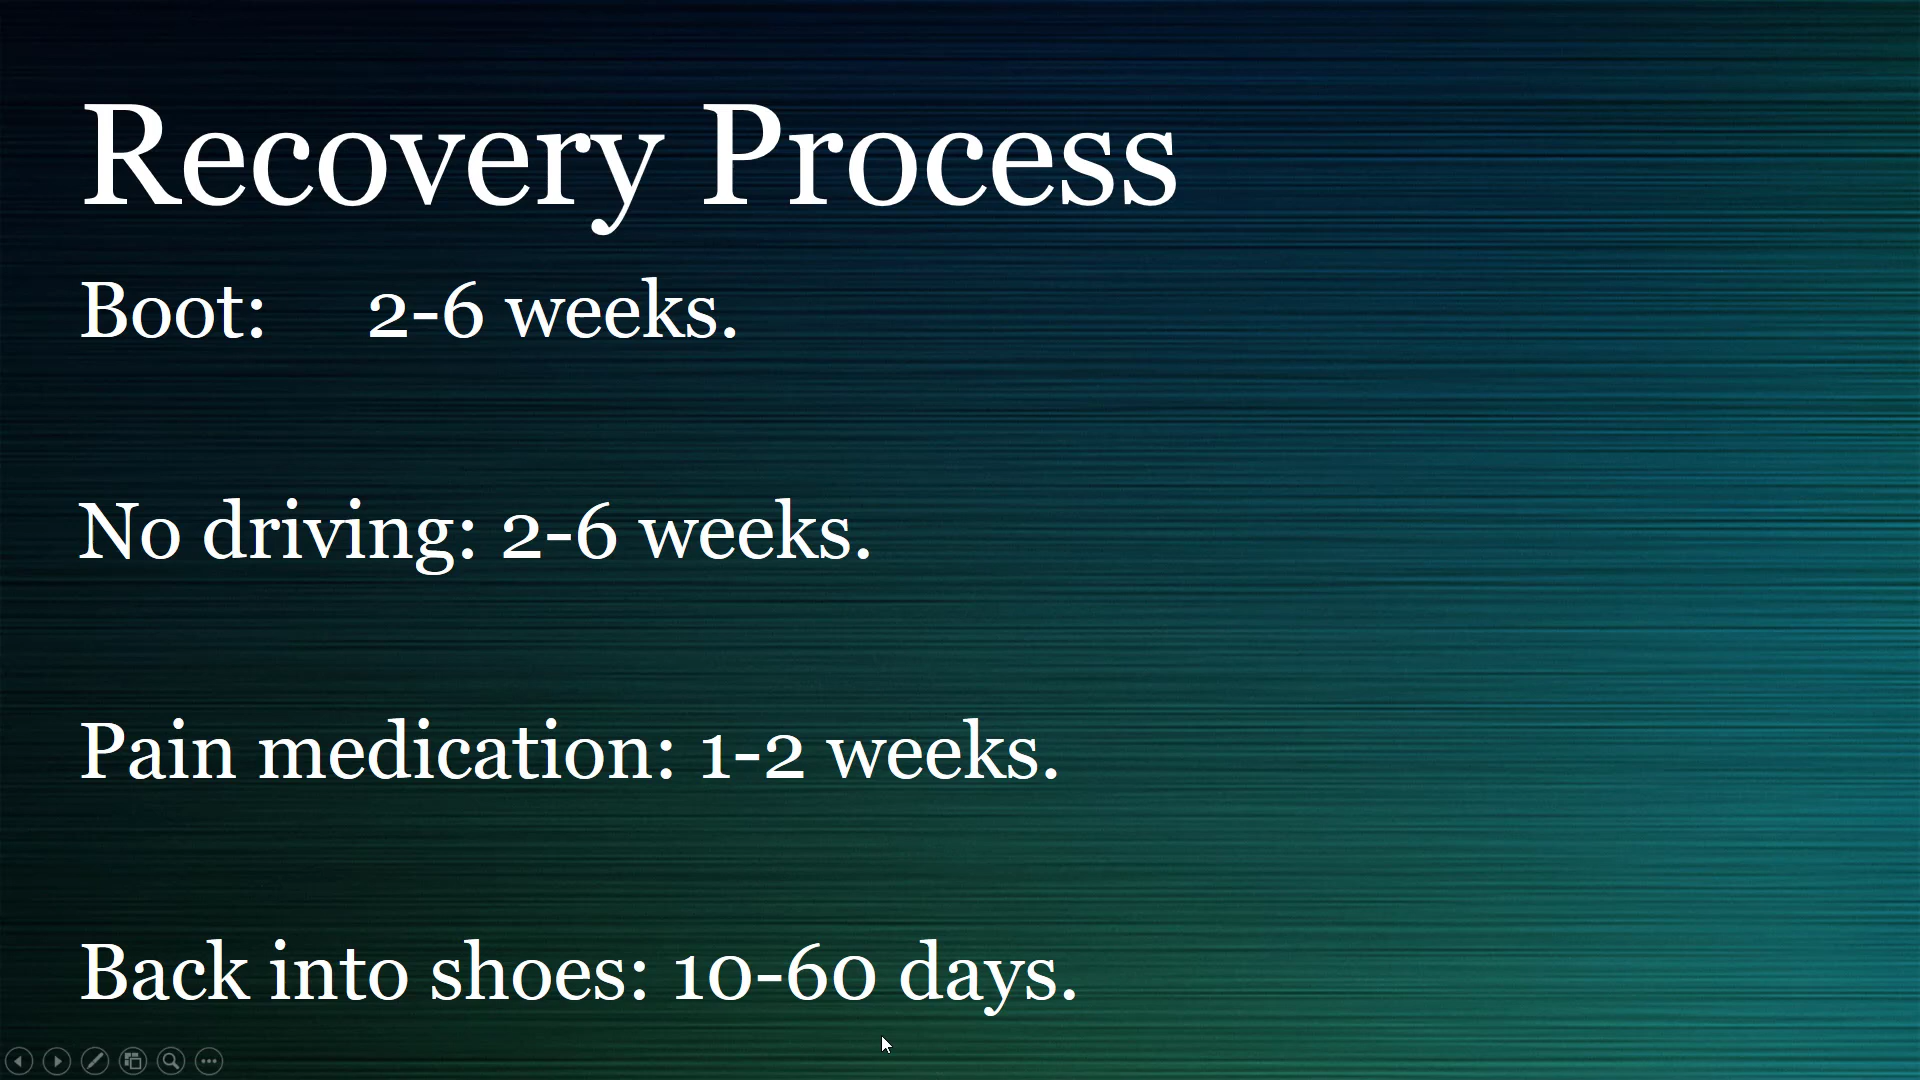 Recovery Process
Boot: 2-6 weeks.
No driving: 2-6 weeks.
Pain medication: 1-2 weeks.
Back into shoes: 10-60 days.